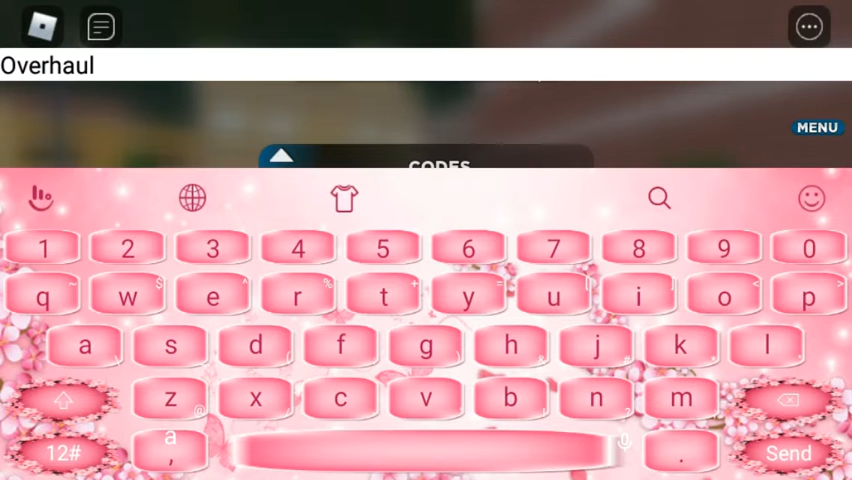 Overhaul
MENU
CODES
1 2 3 4 5 6 7 8 9 0
q ~ w $ e ^ r % t + y = u [ i ] o < p >
a \ s d ( f g ) h & j # k * l "
z @ x / c v b ! n ? m
12# a , . Send